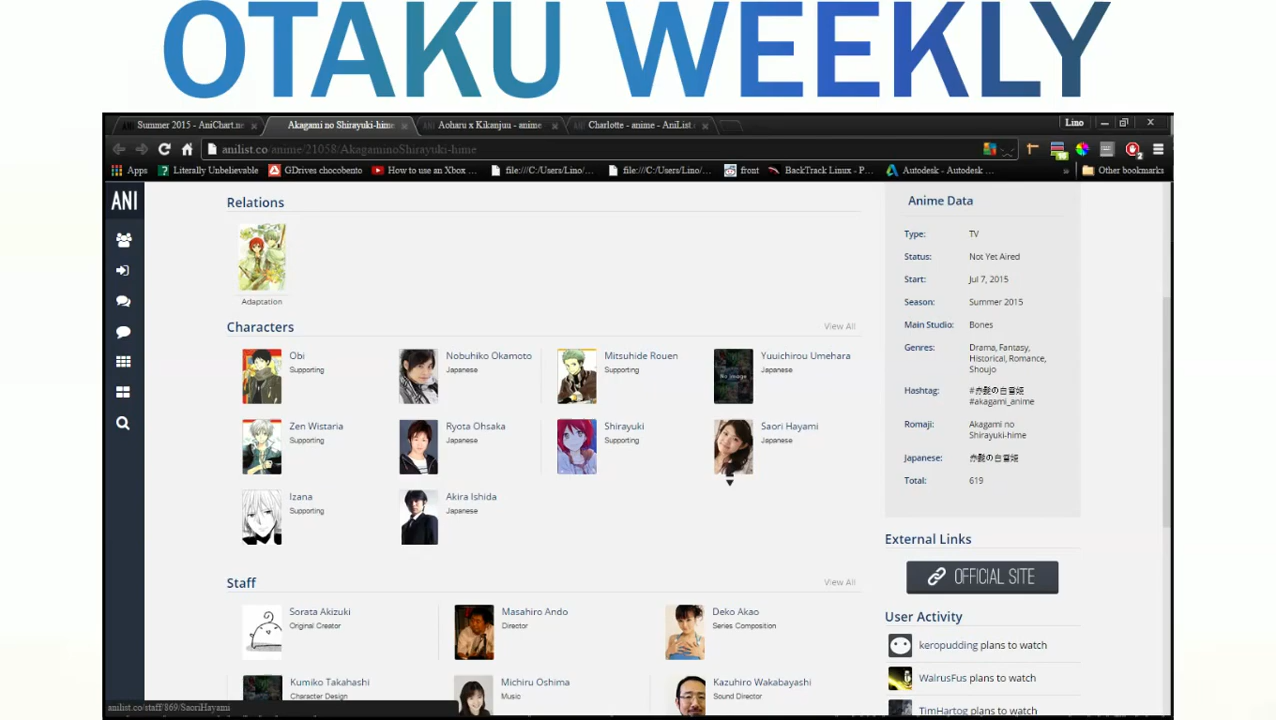 OTAKU WEEKLY
Summer 2015 - AniChart.ne
Akagami no Shirayuki-hime
Aoharu x Kikanjuu - anime
Charlotte - anime - AniList
Lino
anilist.co/anime/21058/AkagaminoShirayuki-hime
Apps
Literally Unbelievable
GDrives chocobento
How to use an Xbox ...
file:///C:/Users/Lino/...
file:///C:/Users/Lino/...
front
BackTrack Linux - P...
Autodesk - Autodesk ...
»
Other bookmarks
ANI
Relations
Adaptation
Characters
View All
Obi
Supporting
Nobuhiko Okamoto
Japanese
Mitsuhide Rouen
Supporting
No Image
Yuuichirou Umehara
Japanese
Zen Wistaria
Supporting
Ryota Ohsaka
Japanese
Shirayuki
Supporting
Saori Hayami
Japanese
Izana
Supporting
Akira Ishida
Japanese
Staff
View All
Sorata Akizuki
Original Creator
Masahiro Ando
Director
Deko Akao
Series Composition
Kumiko Takahashi
Character Design
Michiru Oshima
Music
Kazuhiro Wakabayashi
Sound Director
Anime Data
Type: TV
Status: Not Yet Aired
Start: Jul 7, 2015
Season: Summer 2015
Main Studio: Bones
Genres: Drama, Fantasy,
Historical, Romance,
Shoujo
Hashtag: #赤髪の白雪姫
#akagami_anime
Romaji: Akagami no
Shirayuki-hime
Japanese: 赤髪の白雪姫
Total: 619
External Links
OFFICIAL SITE
User Activity
keropudding plans to watch
WalrusFus plans to watch
TimHartog plans to watch
anilist.co/staff/869/SaoriHayami